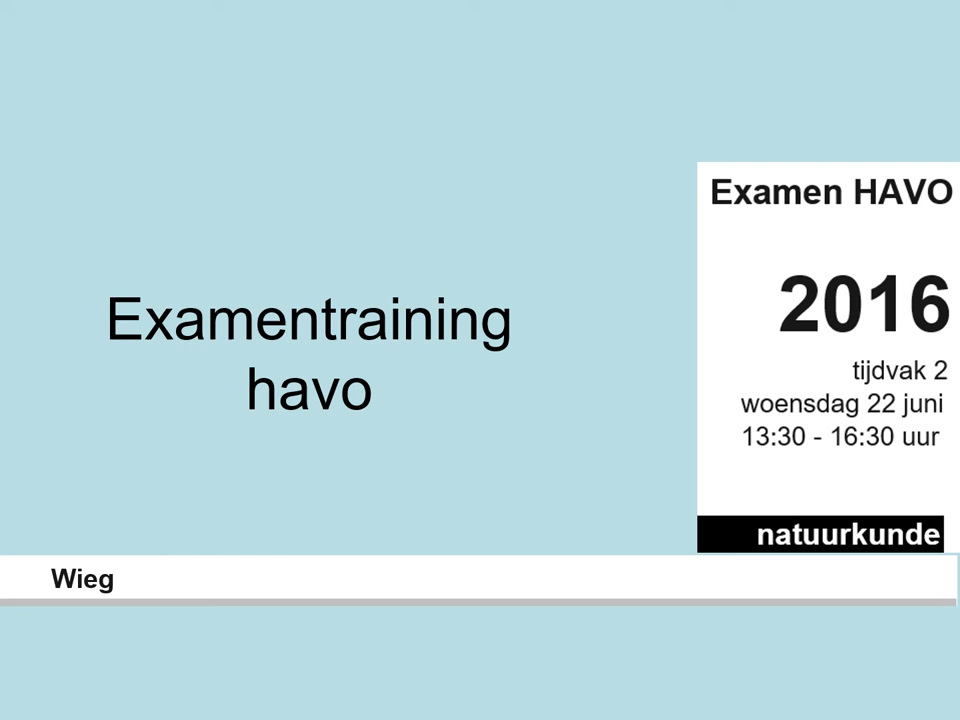 Examen HAVO
2016
tijdvak 2
woensdag 22 juni
13:30 - 16:30 uur
natuurkunde
Examentraining
havo
Wieg